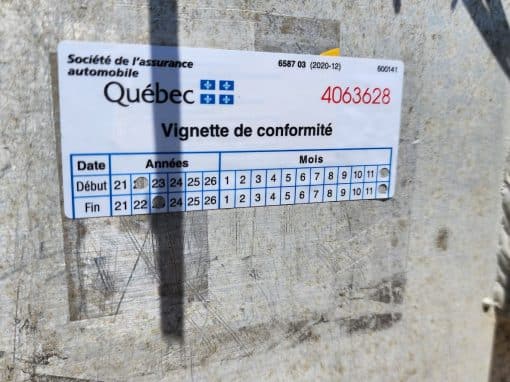 Société de l'assurance
automobile
6587 03 (2020-12)
600141
Québec
4063628
Vignette de conformité
Date Années Mois
Début 21 23 24 25 26 1 2 3 4 5 6 7 8 9 10 11
Fin 21 22 24 25 26 1 2 3 4 5 6 7 8 9 10 11